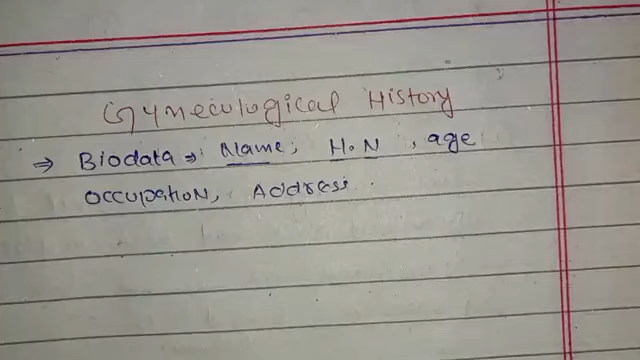 Gynecological History
⇒ Biodata ⇒ Name, H.N, age
Occupation, Address